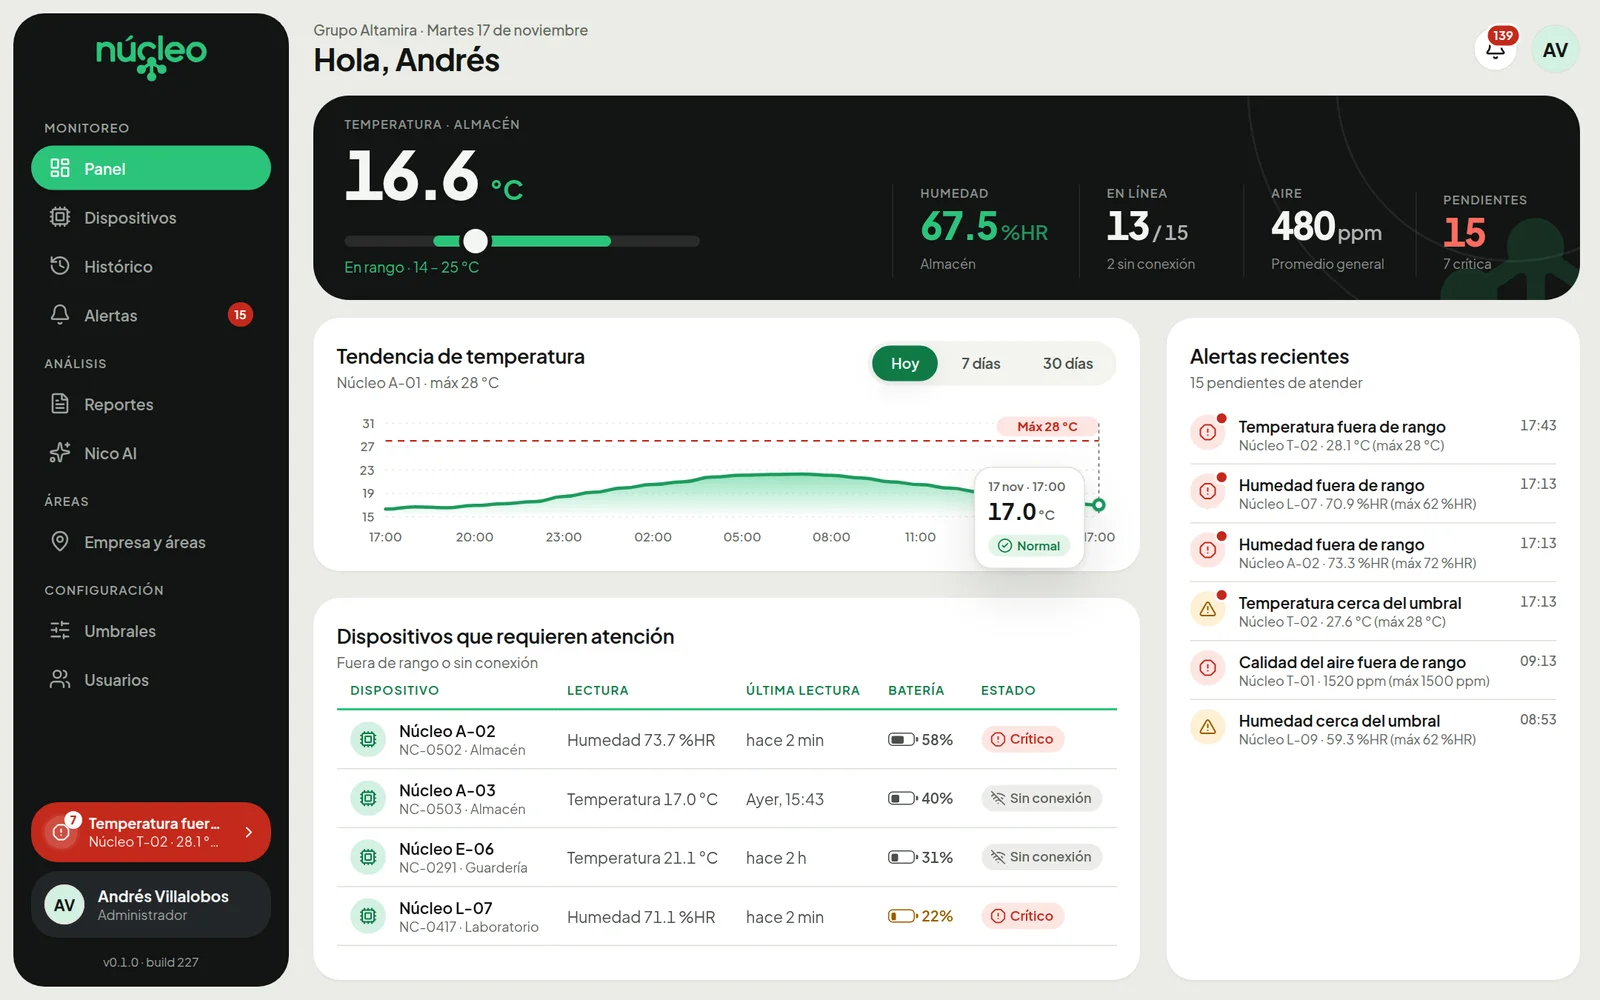 núcleo
MONITOREO
Panel
Dispositivos
Histórico
Alertas 15
ANÁLISIS
Reportes
Nico AI
ÁREAS
Empresa y áreas
CONFIGURACIÓN
Umbrales
Usuarios
7
Temperatura fuer...
Núcleo T-02 · 28.1 °...
AV
Andrés Villalobos
Administrador
v0.1.0 · build 227
Grupo Altamira · Martes 17 de noviembre
Hola, Andrés
139
AV
TEMPERATURA · ALMACÉN
16.6 °C
En rango · 14 – 25 °C
HUMEDAD
67.5 %HR
Almacén
EN LÍNEA
13 / 15
2 sin conexión
AIRE
480 ppm
Promedio general
PENDIENTES
15
7 crítica
Tendencia de temperatura
Núcleo A-01 · máx 28 °C
Hoy 7 días 30 días
31
27
23
19
15
Máx 28 °C
17 nov · 17:00
17.0 °C
Normal
17:00 20:00 23:00 02:00 05:00 08:00 11:00 17:00
Dispositivos que requieren atención
Fuera de rango o sin conexión
DISPOSITIVO LECTURA ÚLTIMA LECTURA BATERÍA ESTADO
Núcleo A-02
NC-0502 · Almacén
Humedad 73.7 %HR hace 2 min 58% Crítico
Núcleo A-03
NC-0503 · Almacén
Temperatura 17.0 °C Ayer, 15:43 40% Sin conexión
Núcleo E-06
NC-0291 · Guardería
Temperatura 21.1 °C hace 2 h 31% Sin conexión
Núcleo L-07
NC-0417 · Laboratorio
Humedad 71.1 %HR hace 2 min 22% Crítico
Alertas recientes
15 pendientes de atender
Temperatura fuera de rango 17:43
Núcleo T-02 · 28.1 °C (máx 28 °C)
Humedad fuera de rango 17:13
Núcleo L-07 · 70.9 %HR (máx 62 %HR)
Humedad fuera de rango 17:13
Núcleo A-02 · 73.3 %HR (máx 72 %HR)
Temperatura cerca del umbral 17:13
Núcleo T-02 · 27.6 °C (máx 28 °C)
Calidad del aire fuera de rango 09:13
Núcleo T-01 · 1520 ppm (máx 1500 ppm)
Humedad cerca del umbral 08:53
Núcleo L-09 · 59.3 %HR (máx 62 %HR)